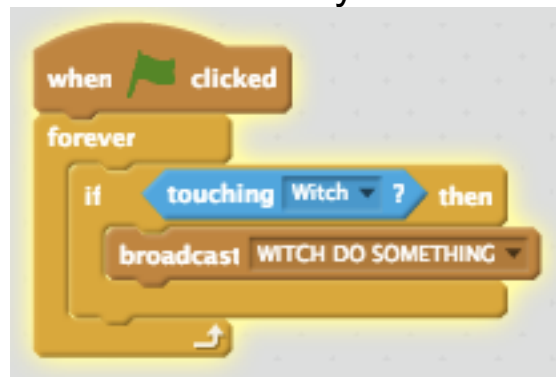 when clicked
forever
if touching Witch ? then
broadcast WITCH DO SOMETHING